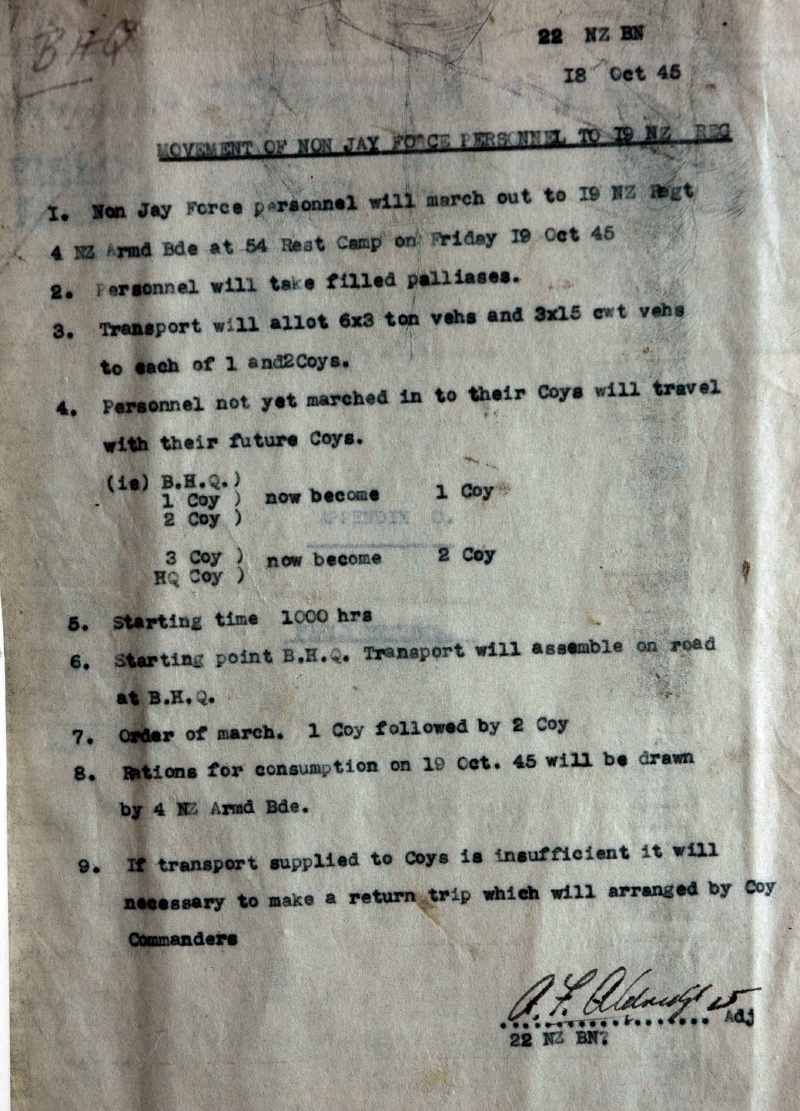 BHQ
22 NZ BN
18 Oct 45
MOVEMENT OF NON JAY FORCE PERSONNEL TO 19 NZ REG
1. Non Jay Force personnel will march out to 19 NZ Regt
4 NZ Armd Bde at 54 Rest Camp on Friday 19 Oct 45
2. Personnel will take filled palliases.
3. Transport will allot 6x3 ton vehs and 3x15 cwt vehs
to each of 1 and2Coys.
4. Personnel not yet marched in to their Coys will travel
with their future Coys.
(ie) B.H.Q.)
1 Coy ) now become 1 Coy
2 Coy )
APPENDIX
3 Coy ) now become 2 Coy
HQ Coy )
5. Starting time 1000 hrs
6. Starting point B.H.Q. Transport will assemble on road
at B.H.Q.
7. Order of march. 1 Coy followed by 2 Coy
8. Rations for consumption on 19 Oct. 45 will be drawn
by 4 NZ Armd Bde.
9. If transport supplied to Coys is insufficient it will
necessary to make a return trip which will arranged by Coy
Commanders
A. F.
Adj
22 NZ BN